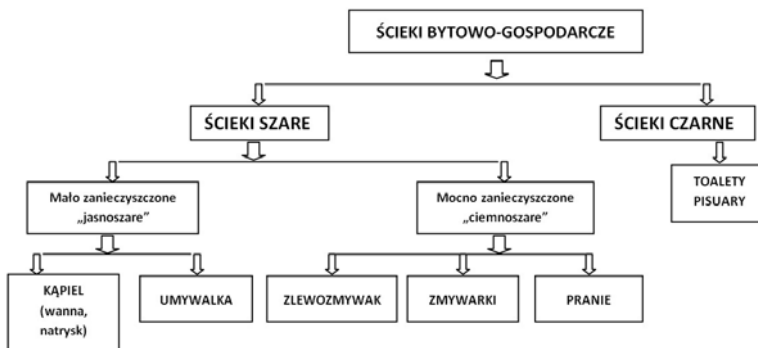 ŚCIEKI BYTOWO-GOSPODARCZE
ŚCIEKI SZARE
ŚCIEKI CZARNE
Mało zanieczyszczone
„jasnoszare”
Mocno zanieczyszczone
„ciemnoszare”
TOALETY
PISUARY
KĄPIEL
(wanna,
natrysk)
UMYWALKA
ZLEWOZMYWAK
ZMYWARKI
PRANIE